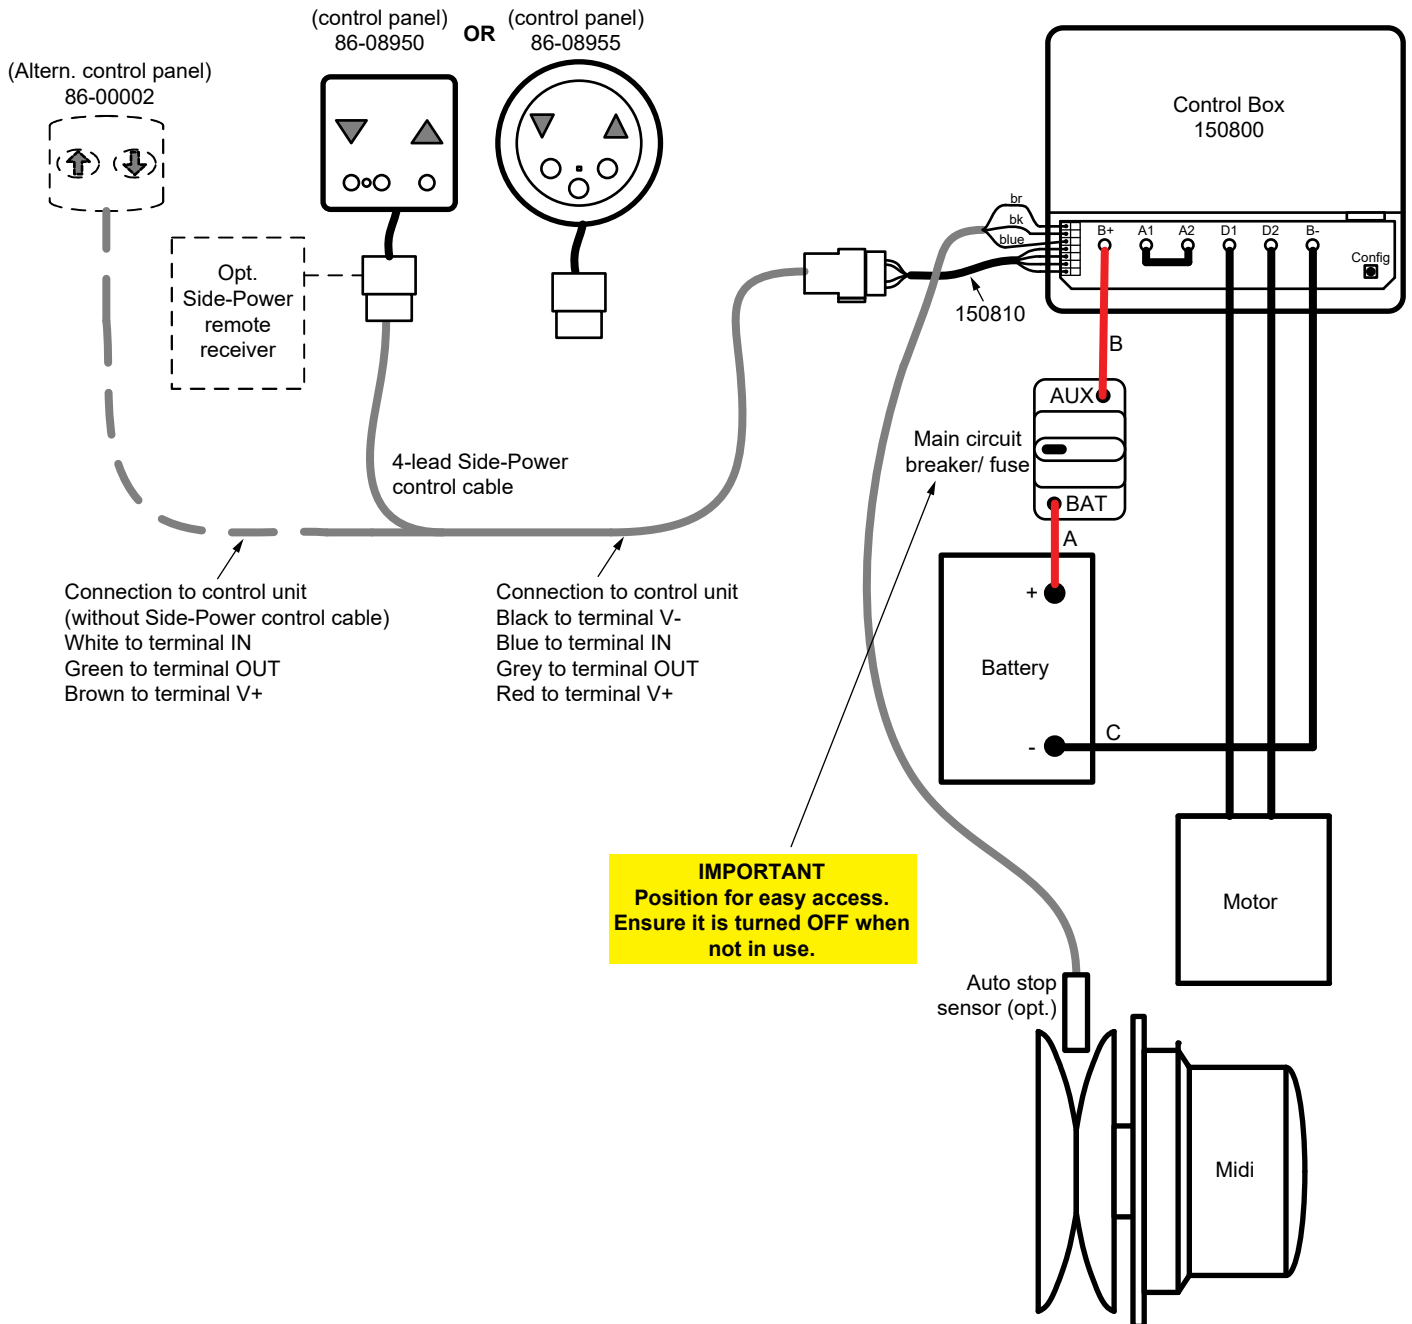 (control panel)
86-08950
OR
(control panel)
86-08955
(Altern. control panel)
86-00002
Control Box
150800
br
bk
blue
B+
A1
A2
D1
D2
B-
Config
Opt.
Side-Power
remote
receiver
150810
B
AUX
Main circuit
breaker/ fuse
BAT
A
4-lead Side-Power
control cable
Connection to control unit
(without Side-Power control cable)
White to terminal IN
Green to terminal OUT
Brown to terminal V+
Connection to control unit
Black to terminal V-
Blue to terminal IN
Grey to terminal OUT
Red to terminal V+
+
Battery
-
C
IMPORTANT
Position for easy access.
Ensure it is turned OFF when
not in use.
Motor
Auto stop
sensor (opt.)
Midi